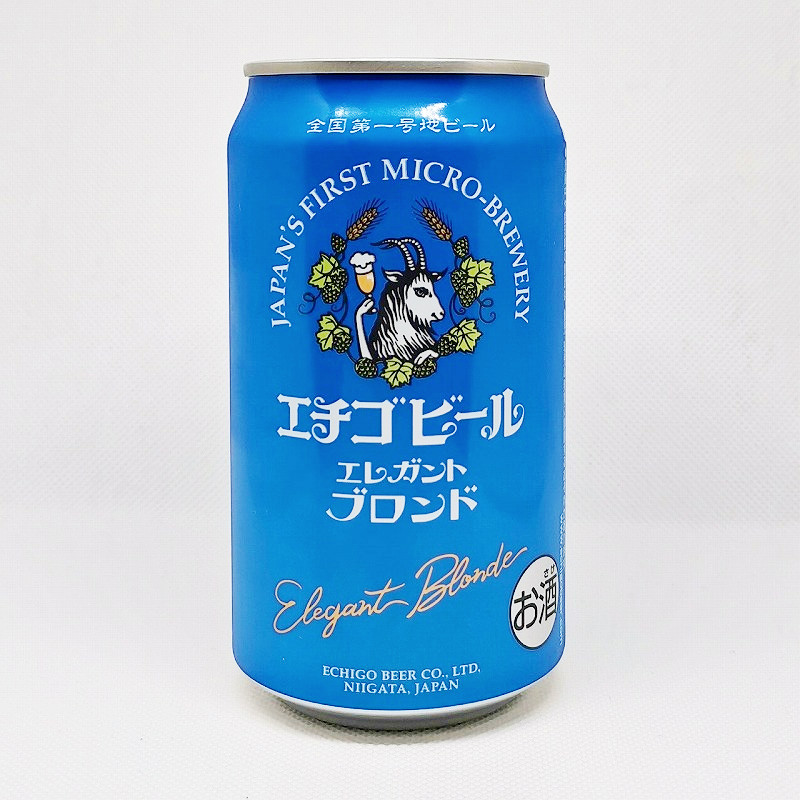 全国第一号地ビール
JAPAN'S FIRST MICRO-BREWERY
エチゴビール
エレガント
ブロンド
Elegant Blonde
さけ
お酒
ECHIGO BEER CO., LTD.
NIIGATA, JAPAN